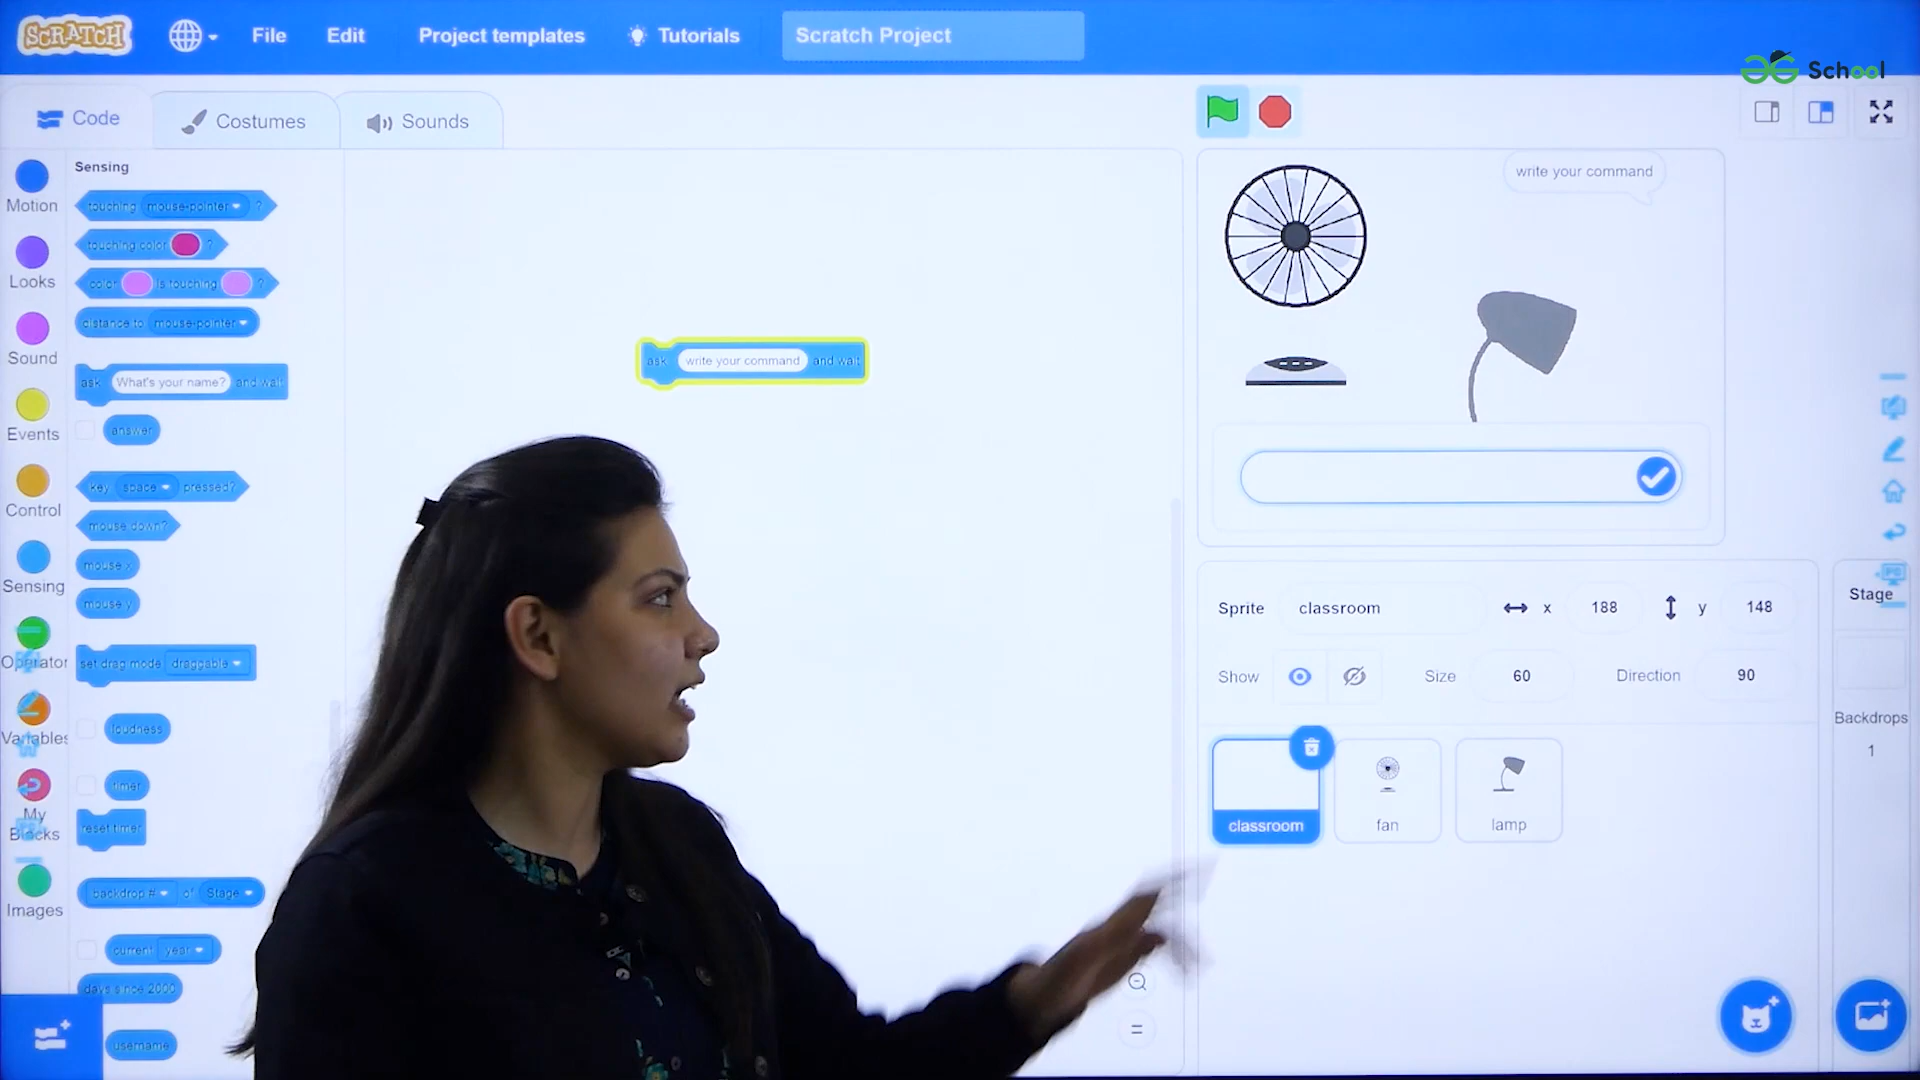 SCRATCH
File
Edit
Project templates
Tutorials
Scratch Project
School
Code
Costumes
Sounds
Motion
Looks
Sound
Events
Control
Sensing
Operator
Variables
My
Blocks
Images
Sensing
touching mouse-pointer ?
touching color ?
color is touching ?
distance to mouse-pointer
ask What's your name? and wait
answer
key space pressed?
mouse down?
mouse x
mouse y
set drag mode draggable
loudness
timer
reset timer
backdrop # of Stage
current year
days since 2000
username
ask write your command and wait
write your command
Sprite classroom x 188 y 148
Show Size 60 Direction 90
classroom
fan
lamp
Stage
Backdrops
1